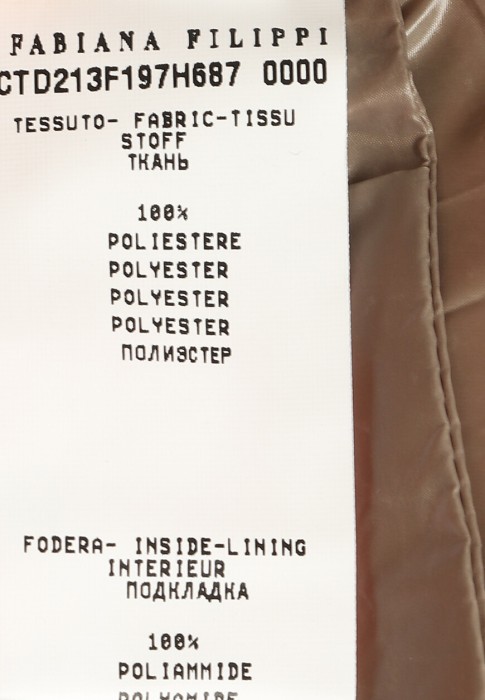 FABIANA FILIPPI
CTD213F197H687 0000
TESSUTO- FABRIC-TISSU
STOFF
ТКАНЬ
100%
POLIESTERE
POLYESTER
POLYESTER
POLYESTER
ПОЛИЭСТЕР
FODERA- INSIDE-LINING
INTERIEUR
ПОДКЛАДКА
100%
POLIAMMIDE
POLYAMIDE